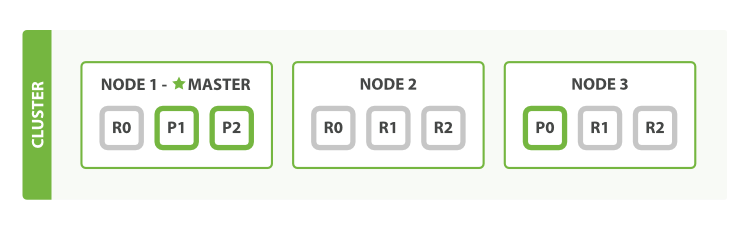 CLUSTER
NODE 1 - ★ MASTER
R0 P1 P2
NODE 2
R0 R1 R2
NODE 3
P0 R1 R2